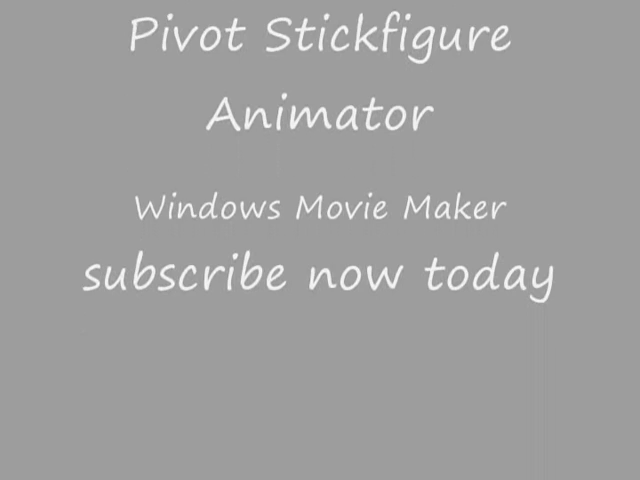 Pivot Stickfigure
Animator
Windows Movie Maker
subscribe now today